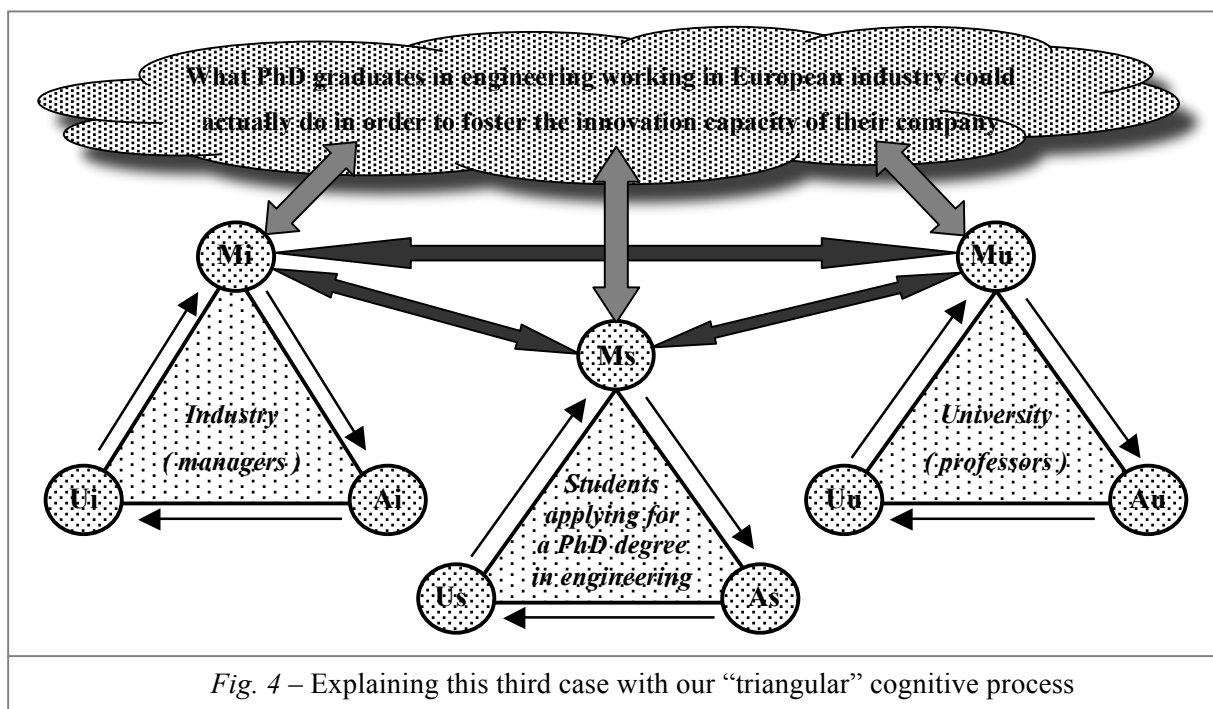 What PhD graduates in engineering working in European industry could
actually do in order to foster the innovation capacity of their company
Mi
Mu
Ms
Industry
( managers )
University
( professors )
Ui
Ai
Students
applying for
a PhD degree
in engineering
Uu
Au
Us
As
Fig. 4 – Explaining this third case with our “triangular” cognitive process